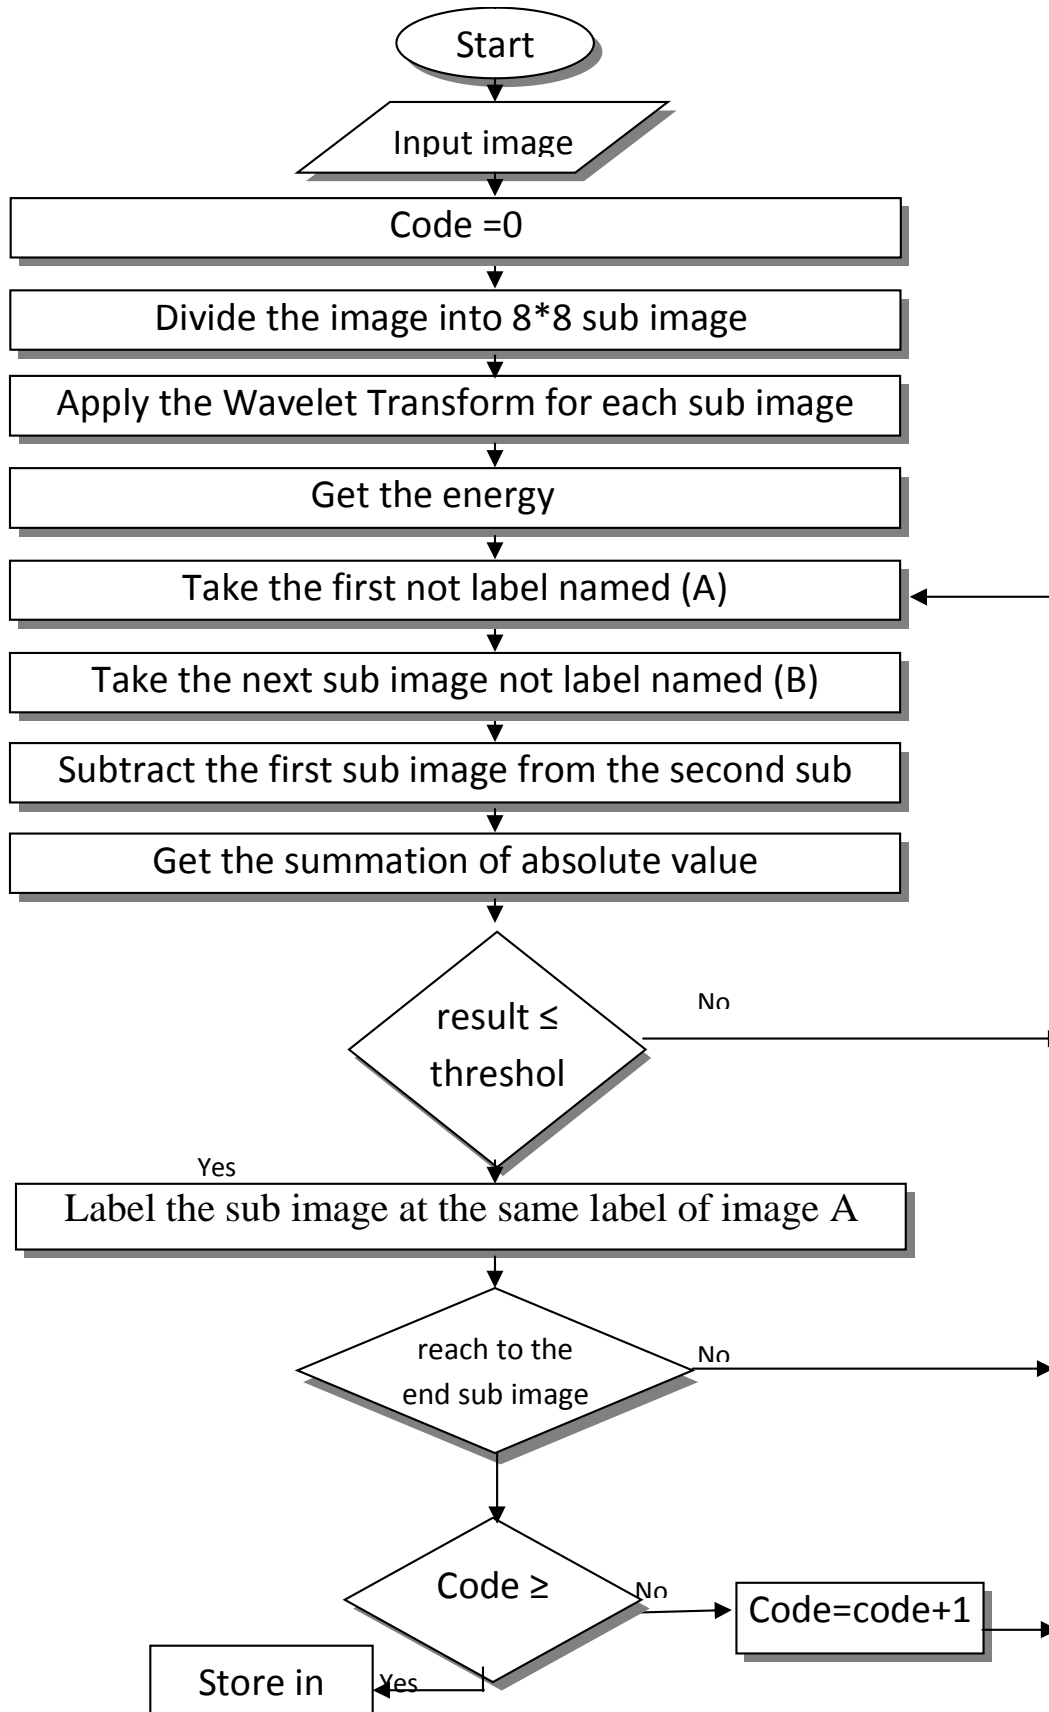 Start
Input image
Code =0
Divide the image into 8*8 sub image
Apply the Wavelet Transform for each sub image
Get the energy
Take the first not label named (A)
Take the next sub image not label named (B)
Subtract the first sub image from the second sub
Get the summation of absolute value
result ≤
threshol
No
Yes
Label the sub image at the same label of image A
reach to the
end sub image
No
Code ≥
No
Code=code+1
Store in
Yes